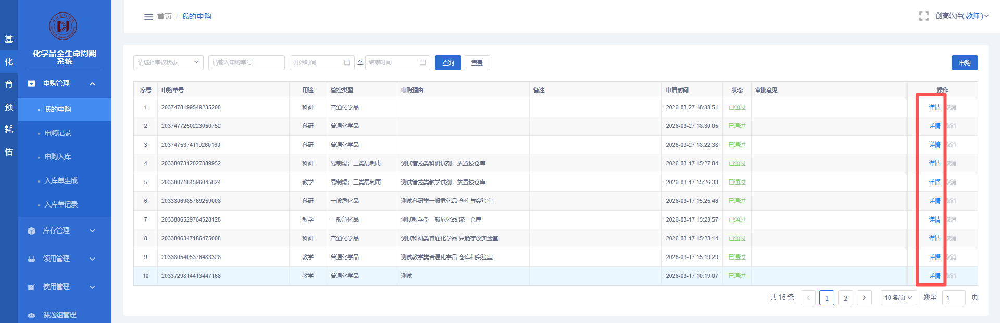 基
化
育
预
耗
估
化学品全生命周期
系统
申购管理
我的申购
申购记录
申购入库
入库单生成
入库单记录
库存管理
领用管理
使用管理
课题组管理
首页 / 我的申购
创高软件( 教师 )
请选择审核状态 请输入申购单号 开始时间 至 结束时间 查询 重置 申购
序号 申购单号 用途 管控类型 申购理由 备注 申请时间 状态 审批意见 操作
1 2037478199549235200 科研 普通化学品 2026-03-27 18:33:51 已通过 详情 取消
2 2037477250223050752 科研 普通化学品 2026-03-27 18:30:05 已通过 详情 取消
3 2037475374119260160 科研 普通化学品 2026-03-27 18:22:38 已通过 详情 取消
4 2033807312027389952 科研 易制爆；三类易制毒 测试管控类科研试剂，放置校仓库 2026-03-17 15:27:04 已通过 详情 取消
5 2033807184596045824 教学 易制爆；三类易制毒 测试管控类教学试剂，放置校仓库 2026-03-17 15:26:33 已通过 详情 取消
6 2033806985769259008 科研 一般危化品 测试科研类一般危化品 仓库与实验室 2026-03-17 15:25:46 已通过 详情 取消
7 2033806529764528128 教学 一般危化品 测试教学类一般危化品 统一仓库 2026-03-17 15:23:57 已通过 详情 取消
8 2033806347186475008 科研 普通化学品 测试科研类普通化学品 只能存放实验室 2026-03-17 15:23:14 已通过 详情 取消
9 2033805405376483328 教学 普通化学品 测试教学类普通化学品 仓库和实验室 2026-03-17 15:19:29 已通过 详情 取消
10 2033729814413447168 教学 普通化学品 测试 2026-03-17 10:19:07 已通过 详情 取消
共 15 条 1 2 10 条/页 跳至 1 页